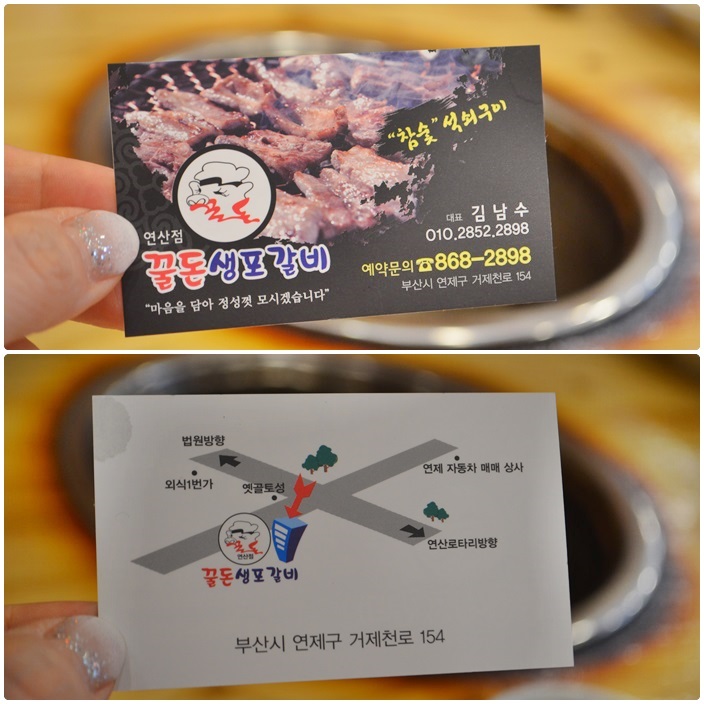 "참숯" 석쇠구이
꿀돈
대표 김남수
010.2852.2898
연산점
꿀돈생포갈비
예약문의☎868-2898
부산시 연제구 거제천로 154
"마음을 담아 정성껏 모시겠습니다"
법원방향
외식1번가
옛골토성
연제 자동차 매매 상사
연산로타리방향
꿀돈
연산점
꿀돈생포갈비
부산시 연제구 거제천로 154